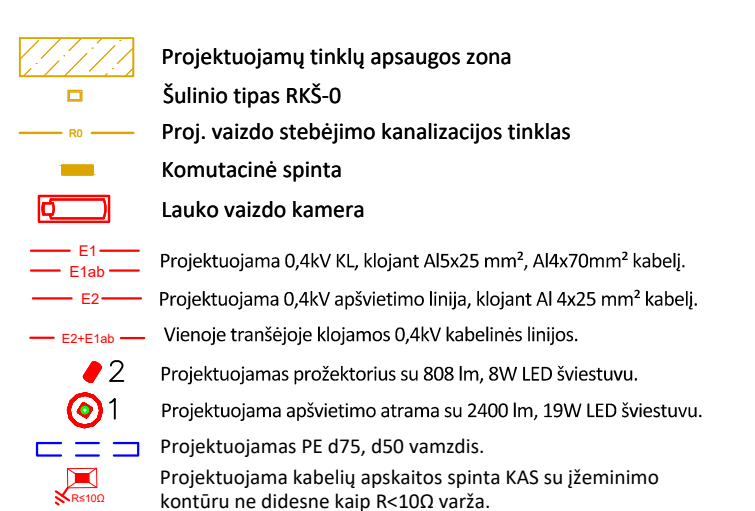 Projektuojamų tinklų apsaugos zona
Šulinio tipas RKŠ-0
R0 Proj. vaizdo stebėjimo kanalizacijos tinklas
Komutacinė spinta
Lauko vaizdo kamera
E1
E1ab
Projektuojama 0,4kV KL, klojant Al5x25 mm², Al4x70mm² kabelį.
E2 Projektuojama 0,4kV apšvietimo linija, klojant Al 4x25 mm² kabelį.
E2+E1ab Vienoje tranšėjoje klojamos 0,4kV kabelinės linijos.
2 Projektuojamas prožektorius su 808 lm, 8W LED šviestuvu.
1 Projektuojama apšvietimo atrama su 2400 lm, 19W LED šviestuvu.
Projektuojamas PE d75, d50 vamzdis.
Projektuojama kabelių apskaitos spinta KAS su įžeminimo
R≤10Ω kontūru ne didesne kaip R<10Ω varža.